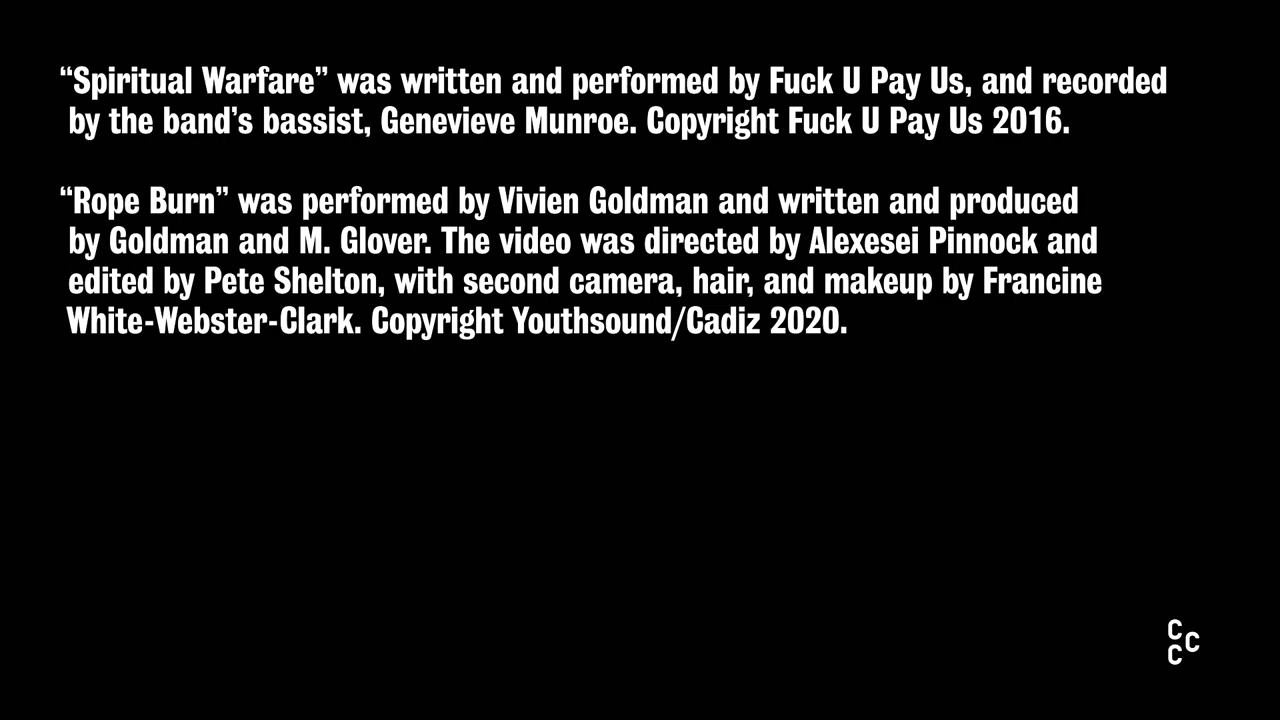 “Spiritual Warfare” was written and performed by Fuck U Pay Us, and recorded
by the band’s bassist, Genevieve Munroe. Copyright Fuck U Pay Us 2016.
“Rope Burn” was performed by Vivien Goldman and written and produced
by Goldman and M. Glover. The video was directed by Alexesei Pinnock and
edited by Pete Shelton, with second camera, hair, and makeup by Francine
White-Webster-Clark. Copyright Youthsound/Cadiz 2020.
C
C
C